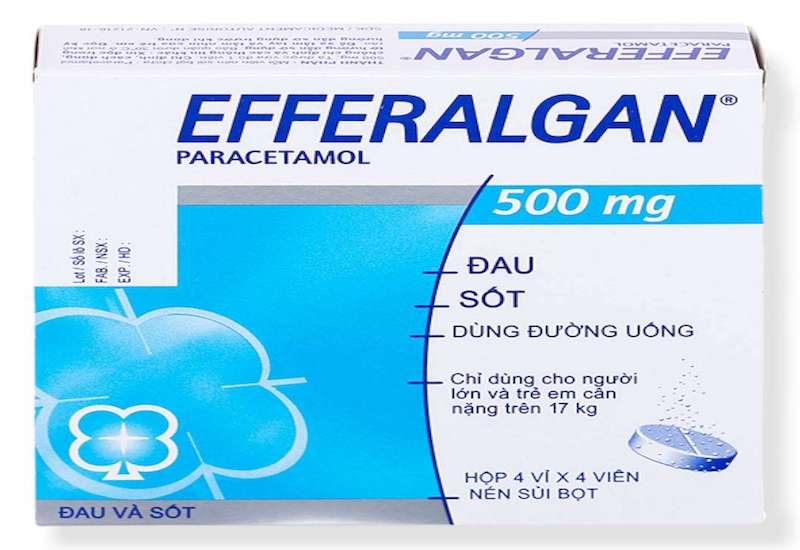 EFFERALGAN®
PARACETAMOL
500 mg
EFFERALGAN®
PARACETAMOL
500 mg
Lot / Số lô SX :
FAB. / NSX :
EXP. / HD :
ĐAU
SỐT
DÙNG ĐƯỜNG UỐNG
Chỉ dùng cho người
lớn và trẻ em cân
nặng trên 17 kg
HỘP 4 VỈ X 4 VIÊN
NÉN SỦI BỌT
ĐAU VÀ SỐT